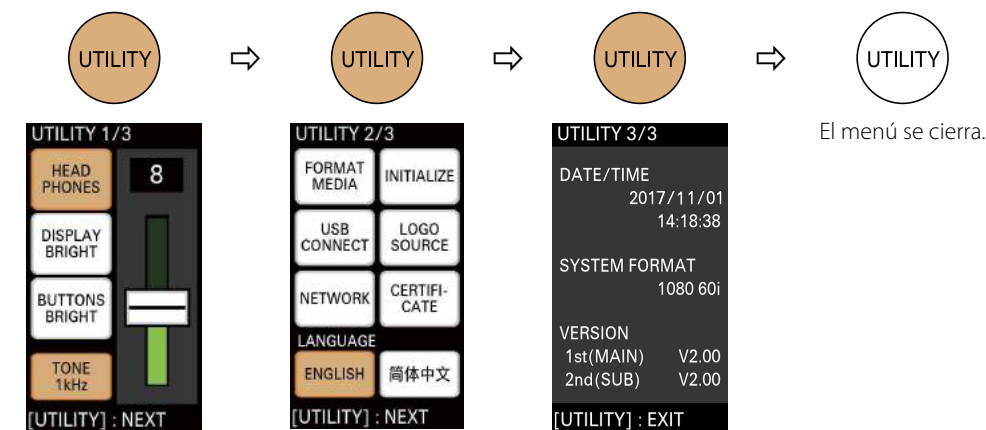 UTILITY
UTILITY
UTILITY
UTILITY
El menú se cierra.
UTILITY 1/3
HEAD
PHONES
8
DISPLAY
BRIGHT
BUTTONS
BRIGHT
TONE
1kHz
[UTILITY] : NEXT
UTILITY 2/3
FORMAT
MEDIA
INITIALIZE
USB
CONNECT
LOGO
SOURCE
NETWORK
CERTIFI-
CATE
LANGUAGE
ENGLISH
简体中文
[UTILITY] : NEXT
UTILITY 3/3
DATE/TIME
2017/11/01
14:18:38
SYSTEM FORMAT
1080 60i
VERSION
1st(MAIN) V2.00
2nd(SUB) V2.00
[UTILITY] : EXIT